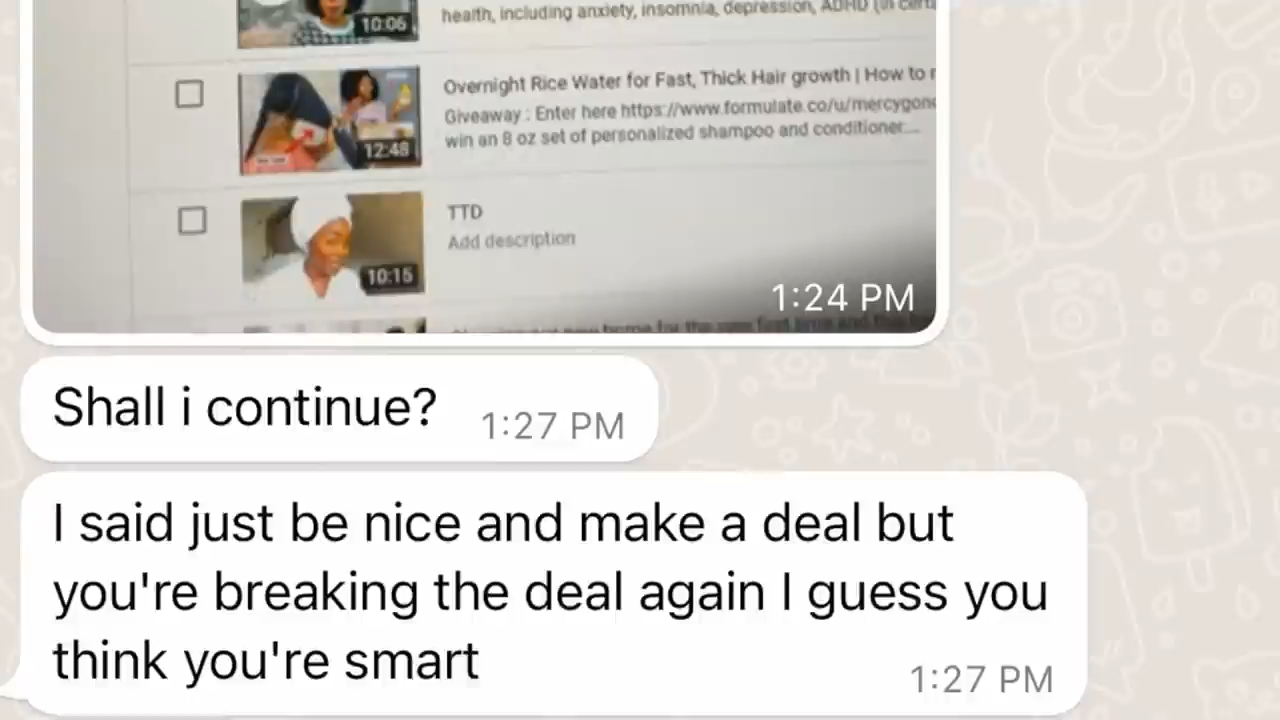 10:06
health, including anxiety, insomnia, depression, ADHD (in cert
12:48
Overnight Rice Water for Fast, Thick Hair growth | How to r
Giveaway : Enter here https://www.formulate.co/u/mercygono
win an 8 oz set of personalized shampoo and conditioner....
10:15
TTD
Add description
1:24 PM
Shall i continue?
1:27 PM
I said just be nice and make a deal but
you're breaking the deal again I guess you
think you're smart
1:27 PM